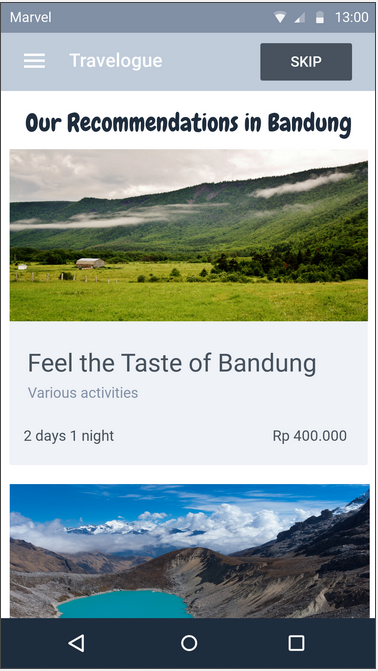 Marvel 13:00
Travelogue SKIP
Our Recommendations in Bandung
Feel the Taste of Bandung
Various activities
2 days 1 night Rp 400.000